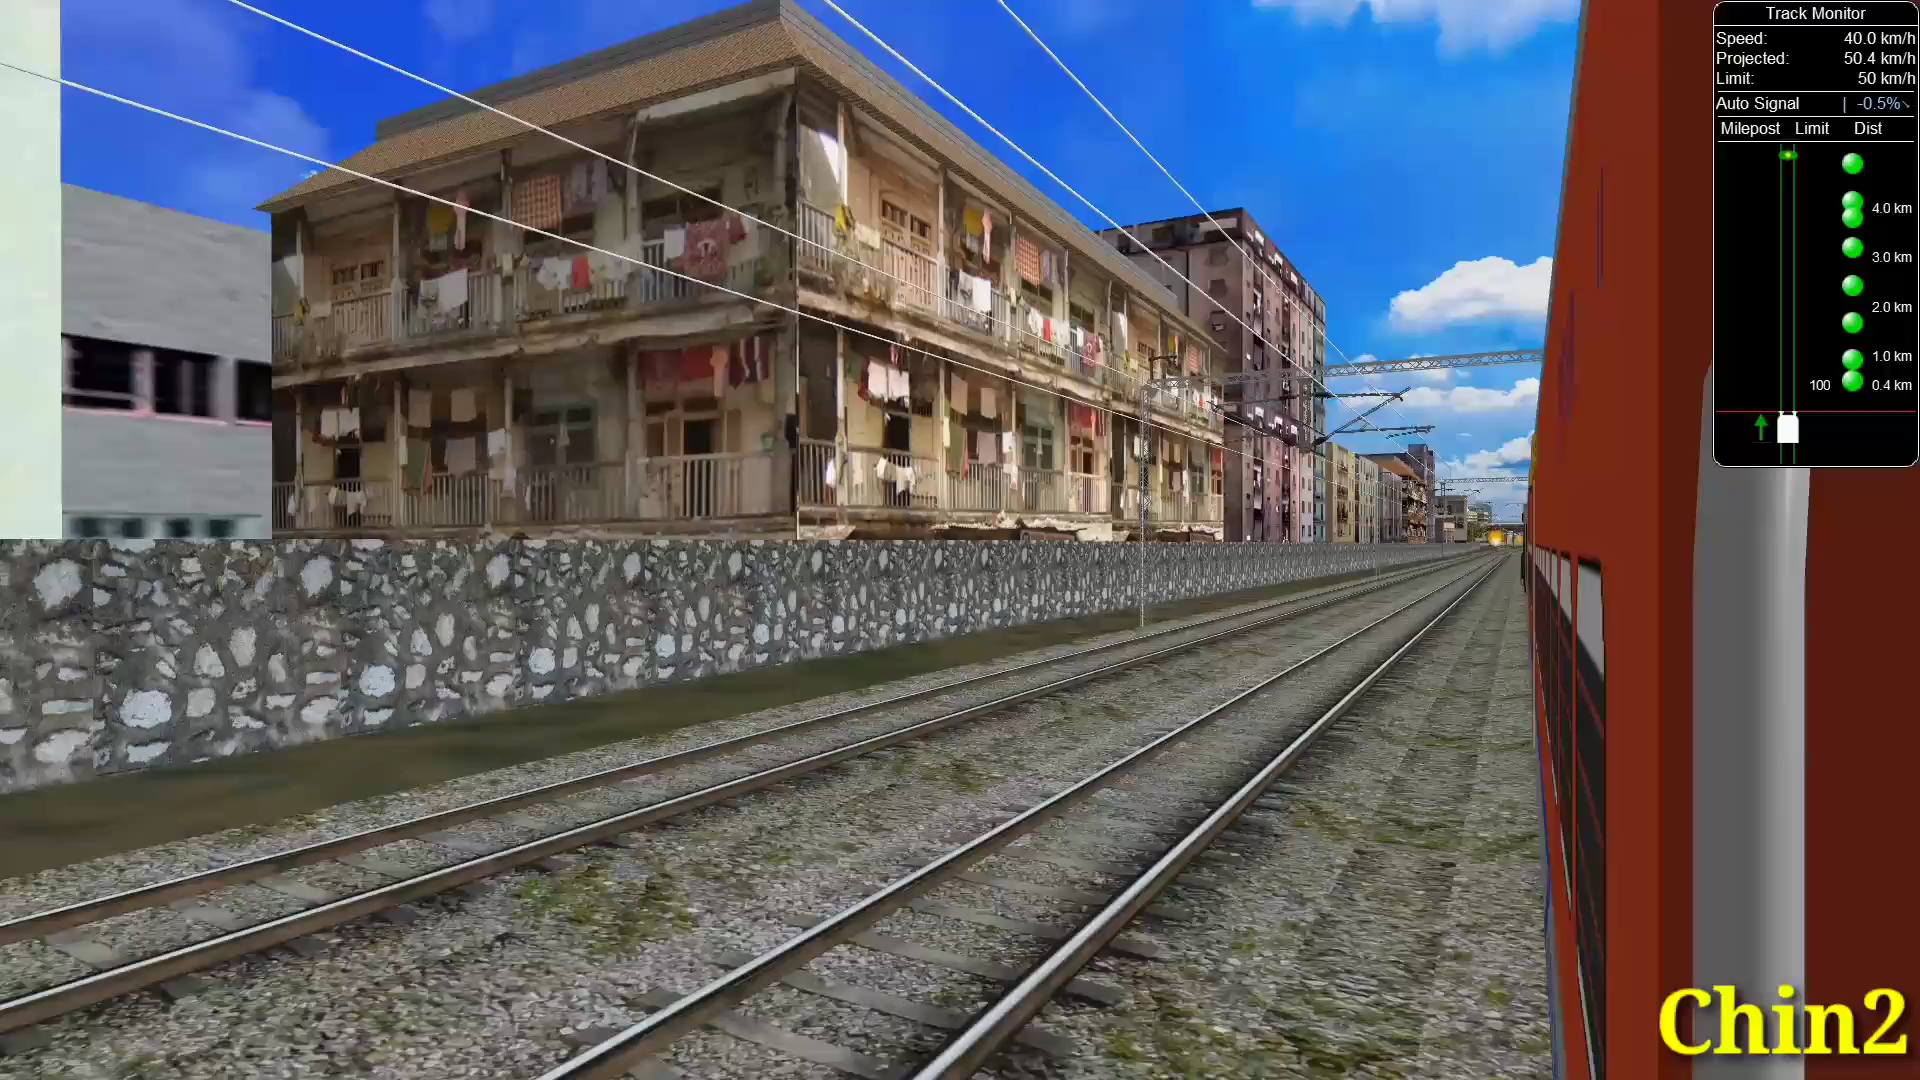 Track Monitor
Speed: 40.0 km/h
Projected: 50.4 km/h
Limit: 50 km/h
Auto Signal | -0.5%
Milepost Limit Dist
4.0 km
3.0 km
2.0 km
1.0 km
100 0.4 km
Chin2